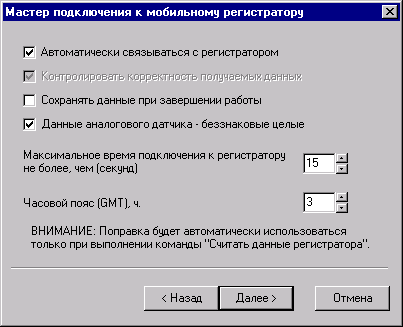 Мастер подключения к мобильному регистратору
Автоматически связываться с регистратором
Контролировать корректность получаемых данных
Сохранять данные при завершении работы
Данные аналогового датчика - беззнаковые целые
Максимальное время подключения к регистратору
не более, чем (секунд)
15
Часовой пояс (GMT), ч.
3
ВНИМАНИЕ: Поправка будет автоматически использоваться
только при выполнении команды "Считать данные регистратора".
< Назад
Далее >
Отмена